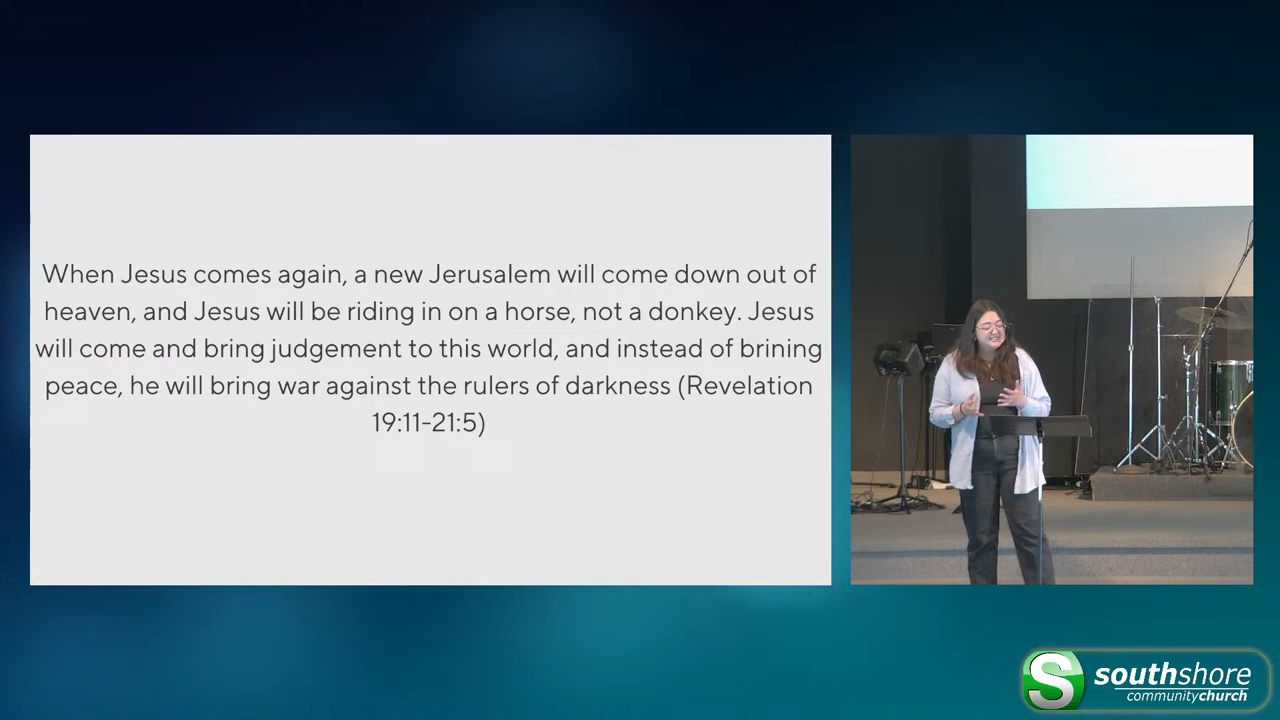 When Jesus comes again, a new Jerusalem will come down out of
heaven, and Jesus will be riding in on a horse, not a donkey. Jesus
will come and bring judgement to this world, and instead of brining
peace, he will bring war against the rulers of darkness (Revelation
19:11-21:5)
S southshore
communitychurch